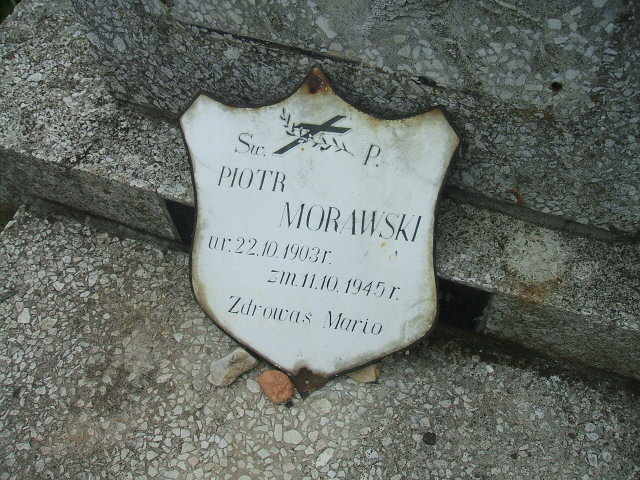 Św. P.
PIOTR
MORAWSKI
ur. 22.10.1903 r.
zm. 11.10.1945 r.
Zdrowaś Mario